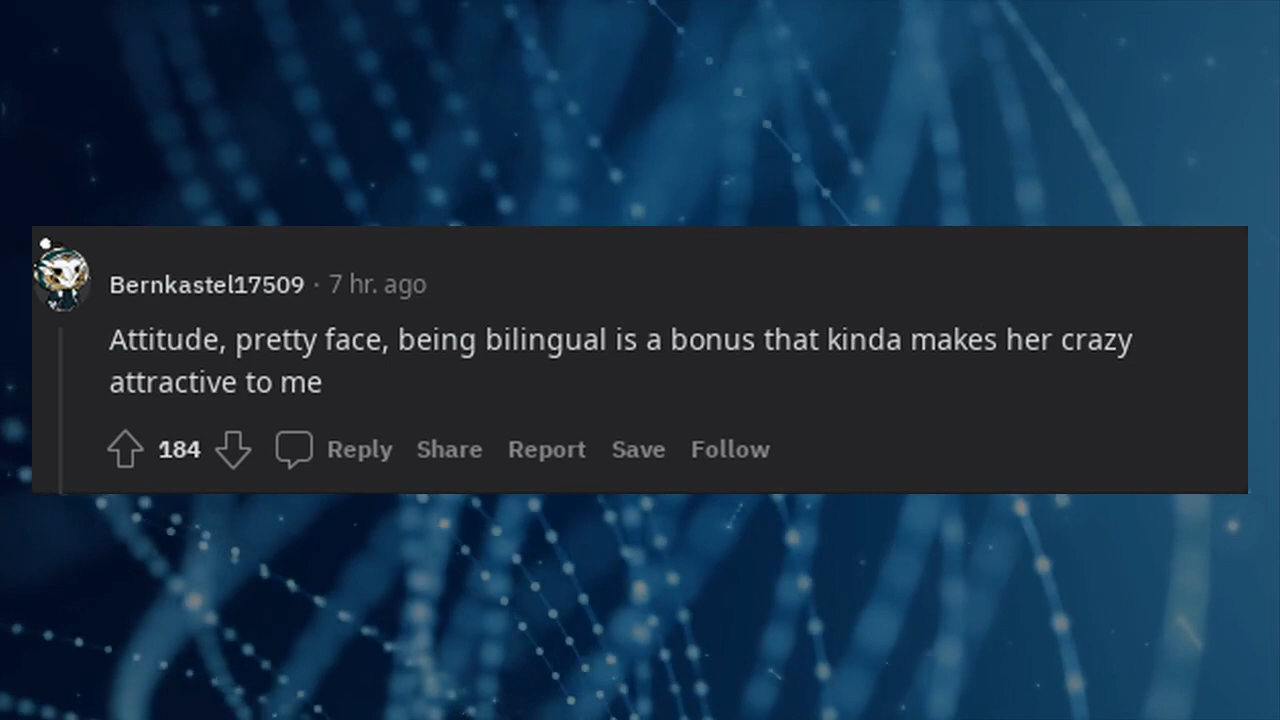 Bernkastel17509 · 7 hr. ago
Attitude, pretty face, being bilingual is a bonus that kinda makes her crazy
attractive to me
184 Reply Share Report Save Follow